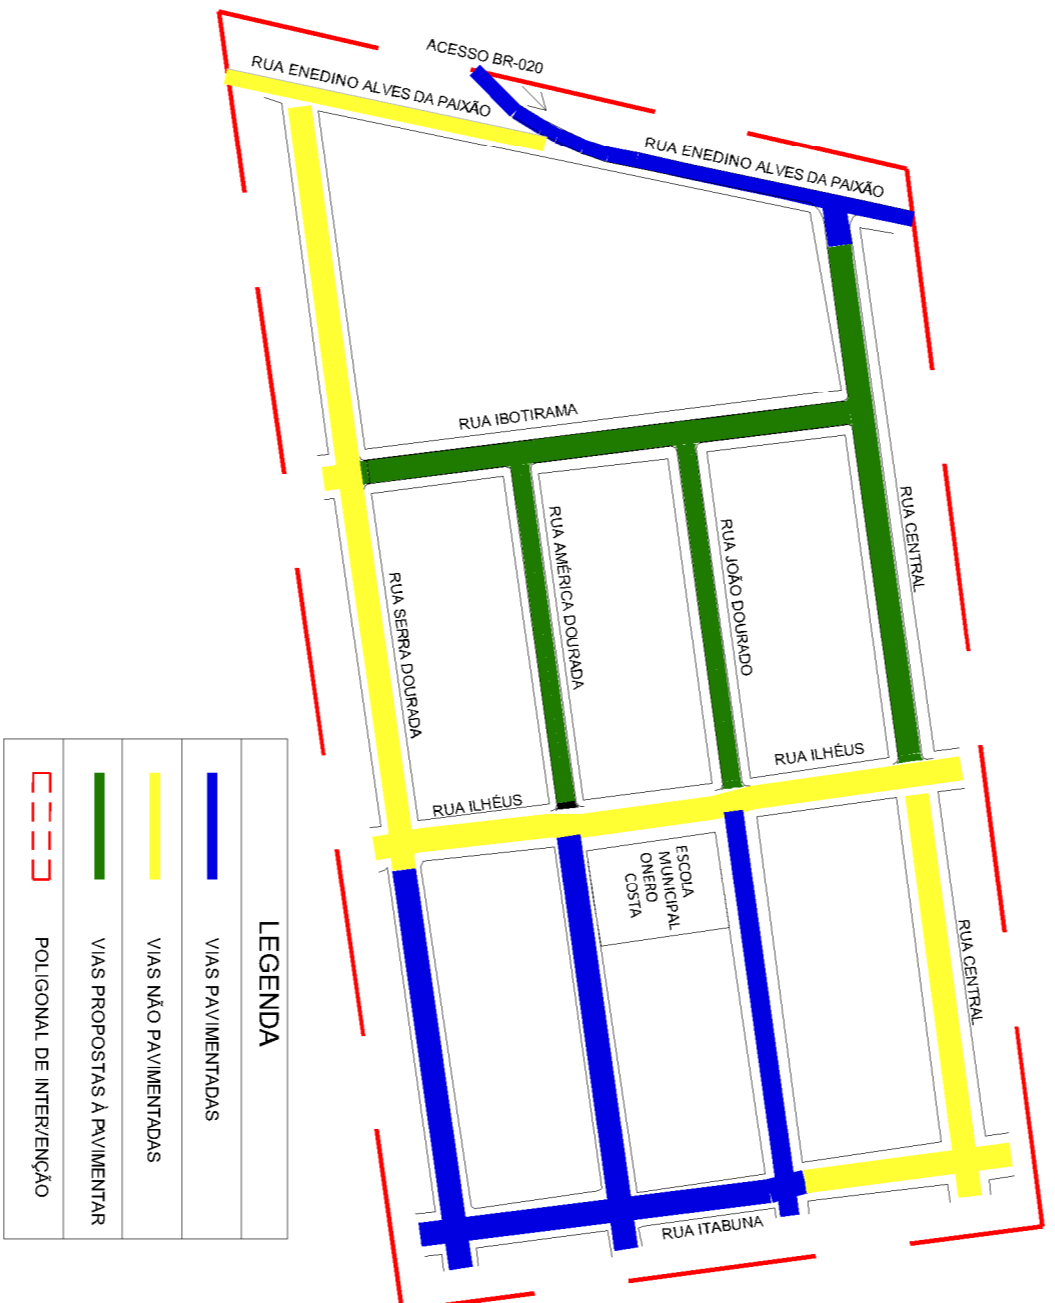 ACESSO BR-020
RUA ENEDINO ALVES DA PAIXÃO
RUA ENEDINO ALVES DA PAIXÃO
RUA IBOTIRAMA
RUA CENTRAL
RUA AMÉRICA DOURADA
RUA JOÃO DOURADO
RUA SERRA DOURADA
RUA ILHÉUS
RUA ILHÉUS
ESCOLA
MUNICIPAL
ONERO
COSTA
RUA CENTRAL
RUA ITABUNA
LEGENDA
VIAS PAVIMENTADAS
VIAS NÃO PAVIMENTADAS
VIAS PROPOSTAS À PAVIMENTAR
POLIGONAL DE INTERVENÇÃO